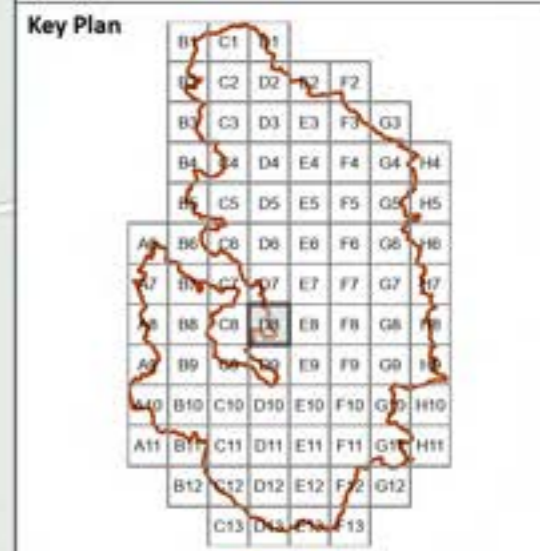 Key Plan
B1 C1 D1
B2 C2 D2 E2 F2
B3 C3 D3 E3 F3 G3
B4 C4 D4 E4 F4 G4 H4
B5 C5 D5 E5 F5 G5 H5
A6 B6 C6 D6 E6 F6 G6 H6
A7 B7 C7 D7 E7 F7 G7 H7
A8 B8 C8 D8 E8 F8 G8 H8
A9 B9 C9 D9 E9 F9 G9 H9
A10 B10 C10 D10 E10 F10 G10 H10
A11 B11 C11 D11 E11 F11 G11 H11
B12 C12 D12 E12 F12 G12
C13 D13 E13 F13